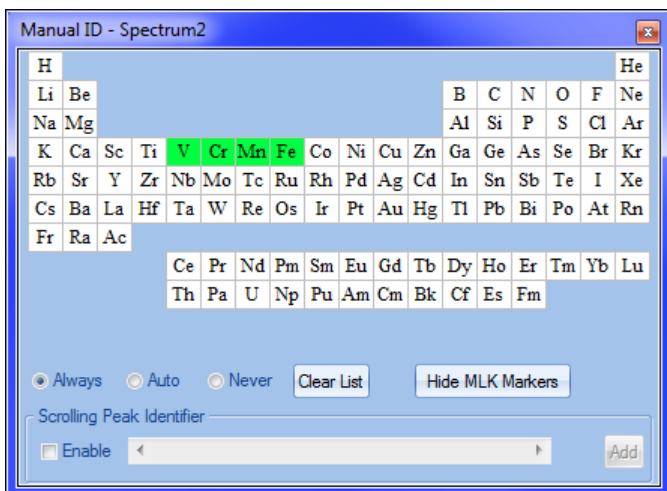 Manual ID - Spectrum2
H He
Li Be B C N O F Ne
Na Mg Al Si P S Cl Ar
K Ca Sc Ti V Cr Mn Fe Co Ni Cu Zn Ga Ge As Se Br Kr
Rb Sr Y Zr Nb Mo Tc Ru Rh Pd Ag Cd In Sn Sb Te I Xe
Cs Ba La Hf Ta W Re Os Ir Pt Au Hg Tl Pb Bi Po At Rn
Fr Ra Ac
Ce Pr Nd Pm Sm Eu Gd Tb Dy Ho Er Tm Yb Lu
Th Pa U Np Pu Am Cm Bk Cf Es Fm
Always Auto Never Clear List Hide MLK Markers
Scrolling Peak Identifier
Enable Add